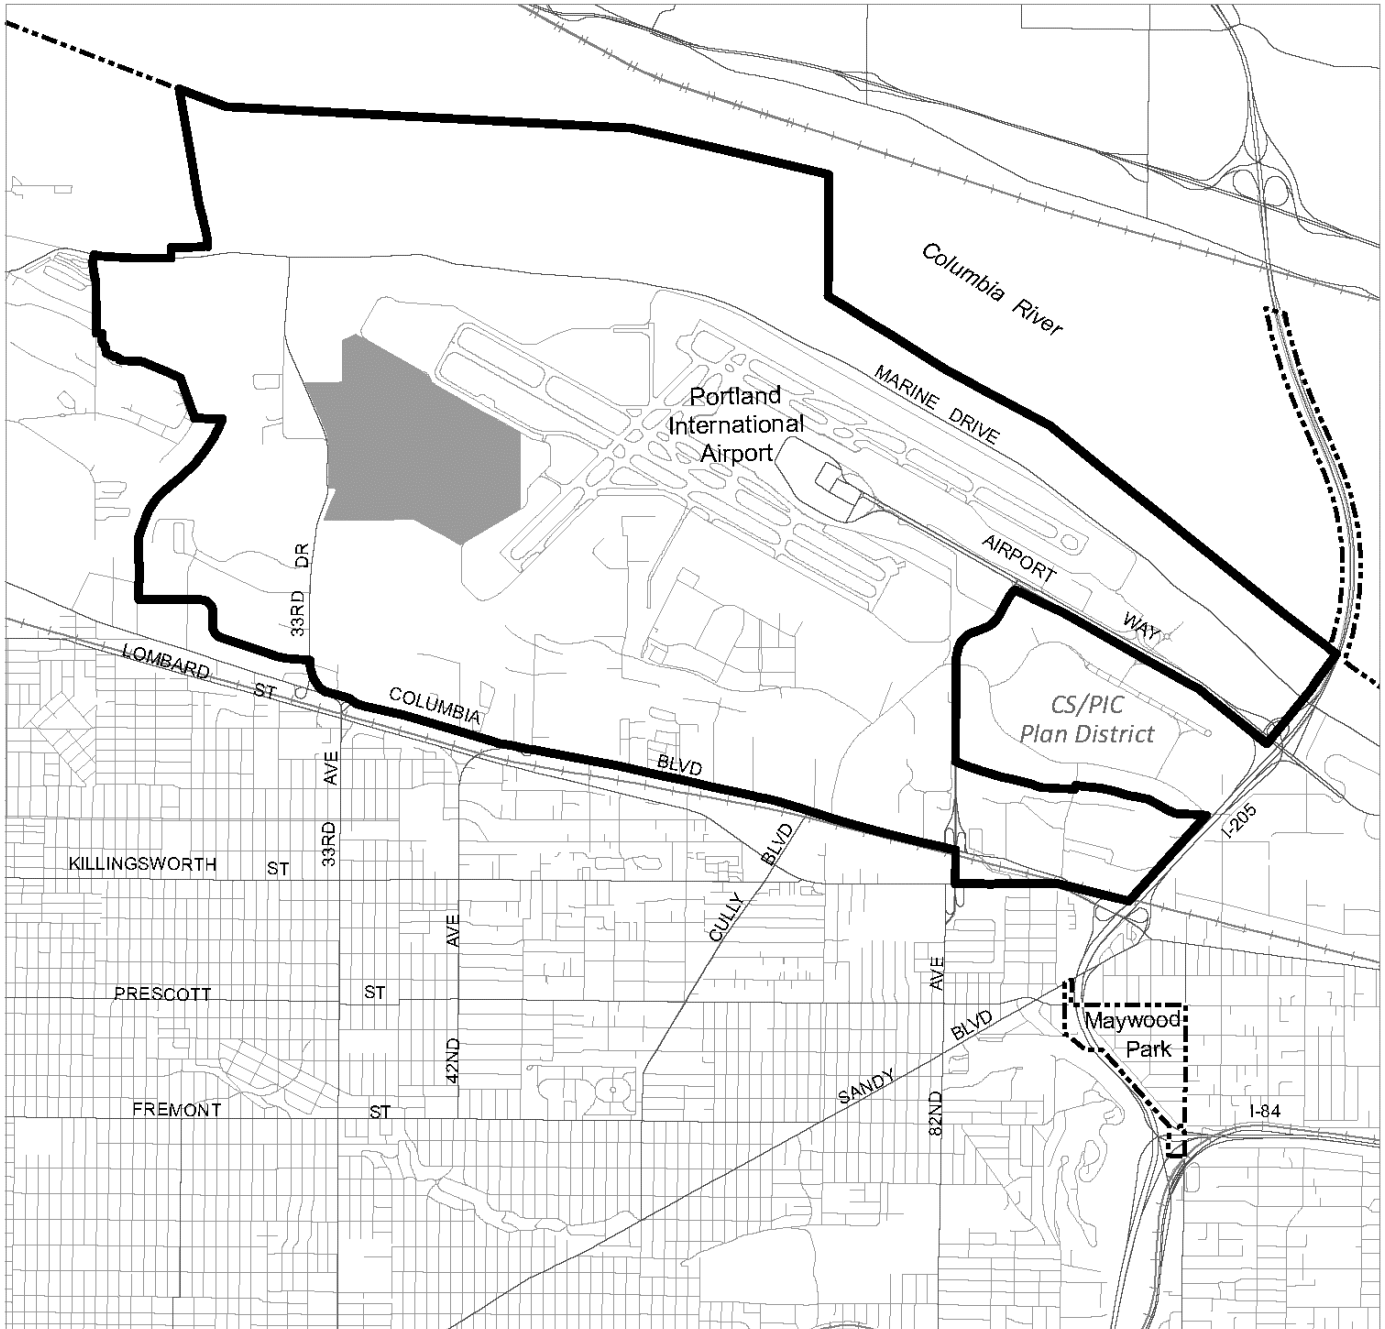 Columbia River
MARINE DRIVE
Portland
International
Airport
AIRPORT
WAY
33RD DR
LOMBARD
ST
COLUMBIA
BLVD
CS/PIC
Plan District
I-205
33RD AVE
KILLINGSWORTH ST
CULLY BLVD
42ND AVE
82ND AVE
PRESCOTT ST
SANDY BLVD
Maywood
Park
FREMONT ST
I-84